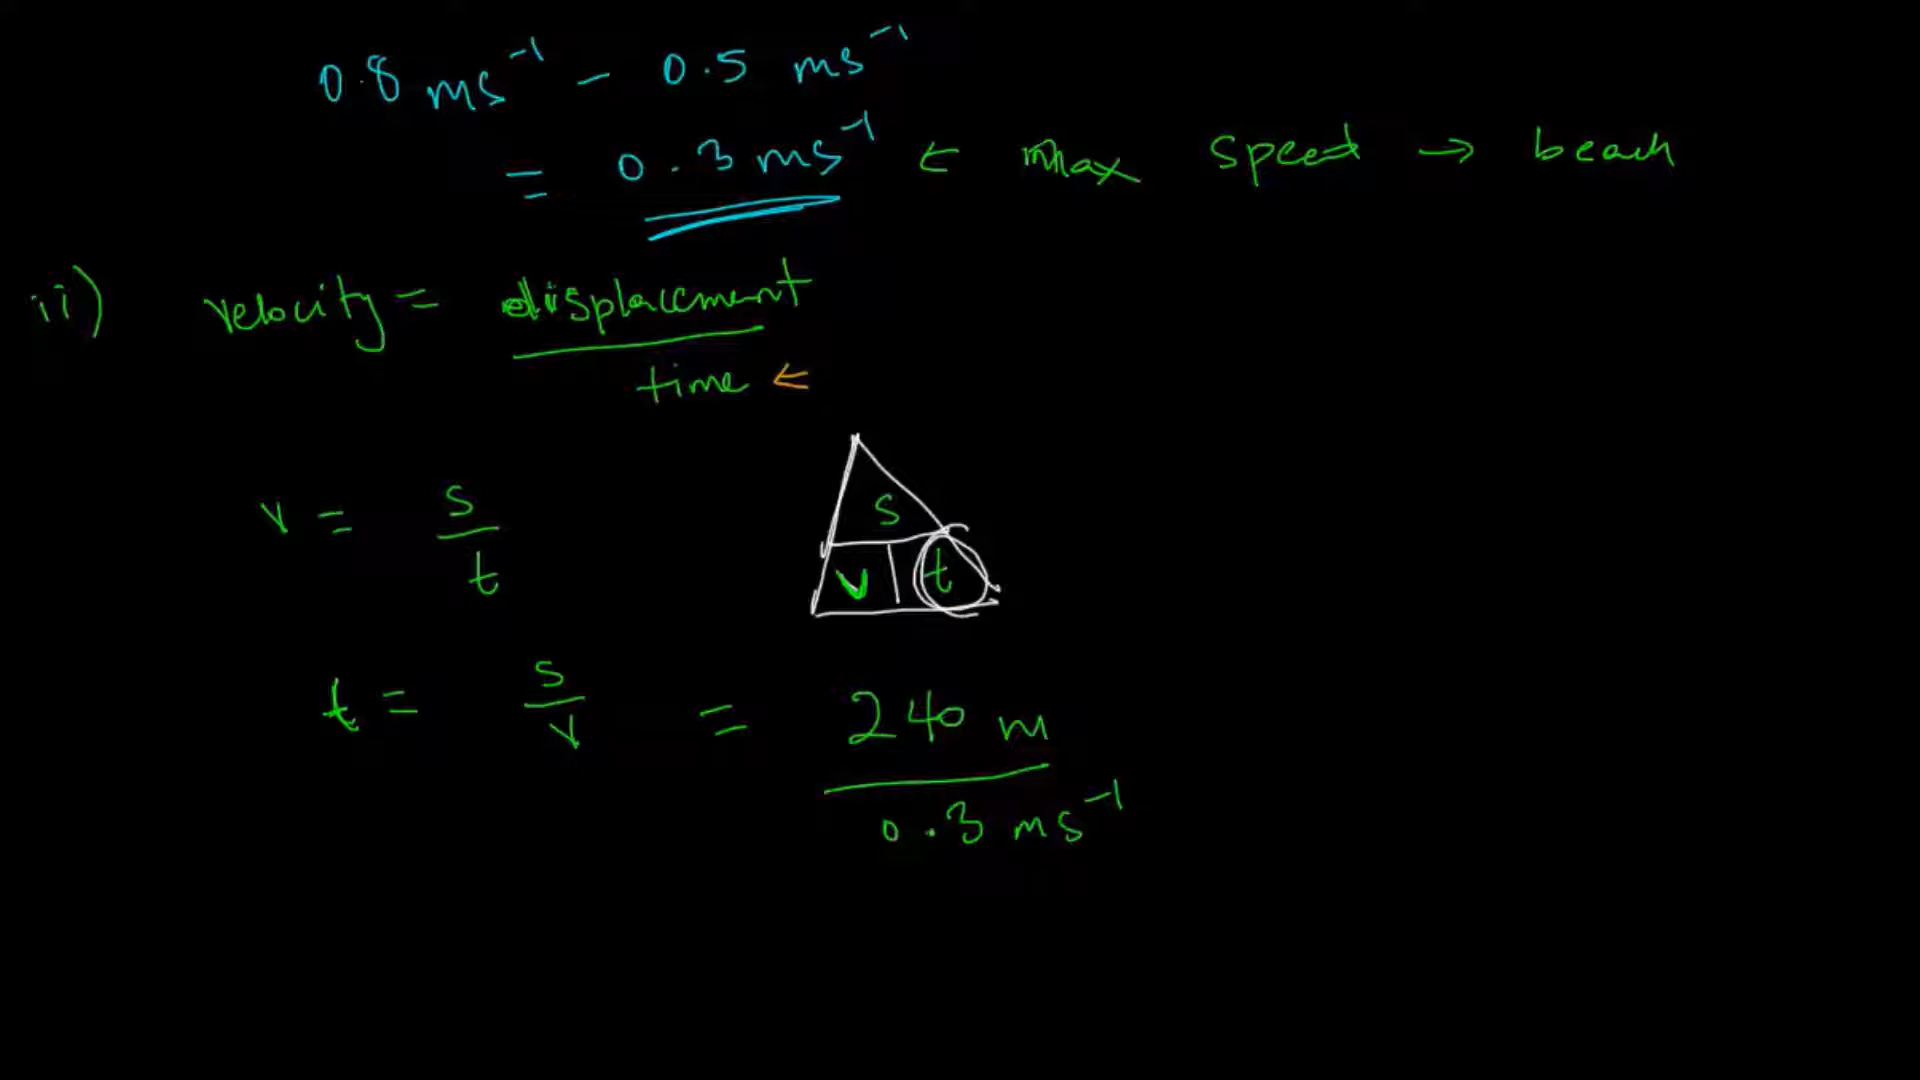 0.8 ms⁻¹ − 0.5 ms⁻¹
= 0.3 ms⁻¹ ← max speed → beach
ii) velocity = displacement
time ←
v = s
t
s
v t
t = s = 240 m
v 0.3 ms⁻¹